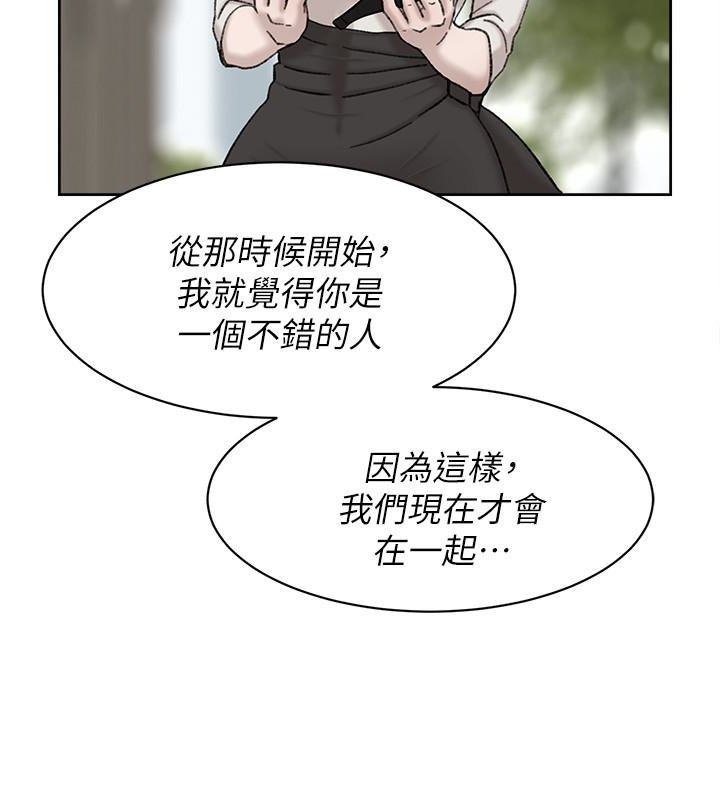 從那時候開始，
我就覺得你是
一個不錯的人
因為這樣，
我們現在才會
在一起…